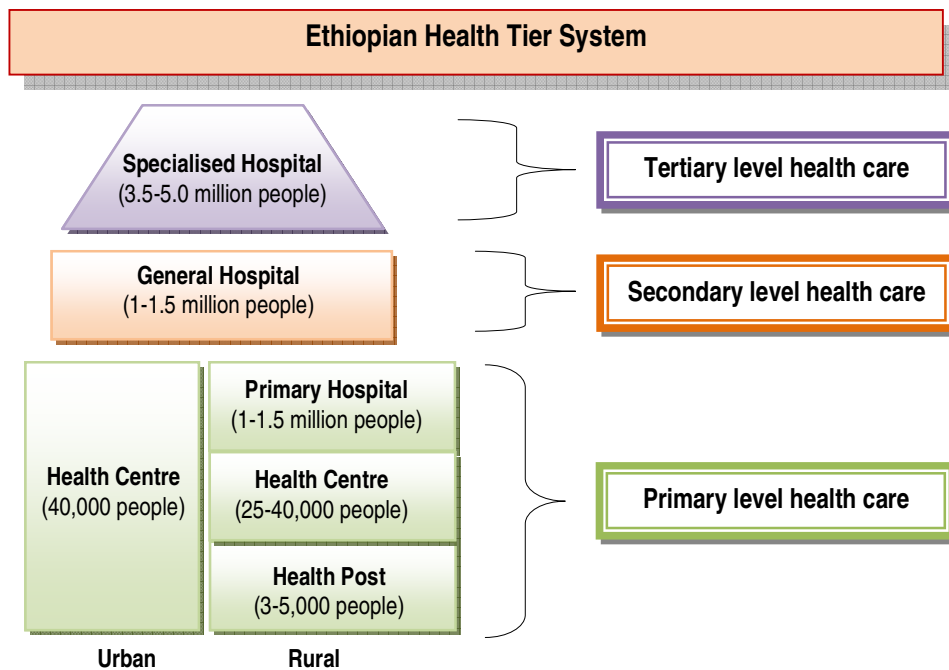 Ethiopian Health Tier System
Specialised Hospital
(3.5-5.0 million people)
Tertiary level health care
General Hospital
(1-1.5 million people)
Secondary level health care
Health Centre
(40,000 people)
Primary Hospital
(1-1.5 million people)
Health Centre
(25-40,000 people)
Health Post
(3-5,000 people)
Primary level health care
Urban
Rural